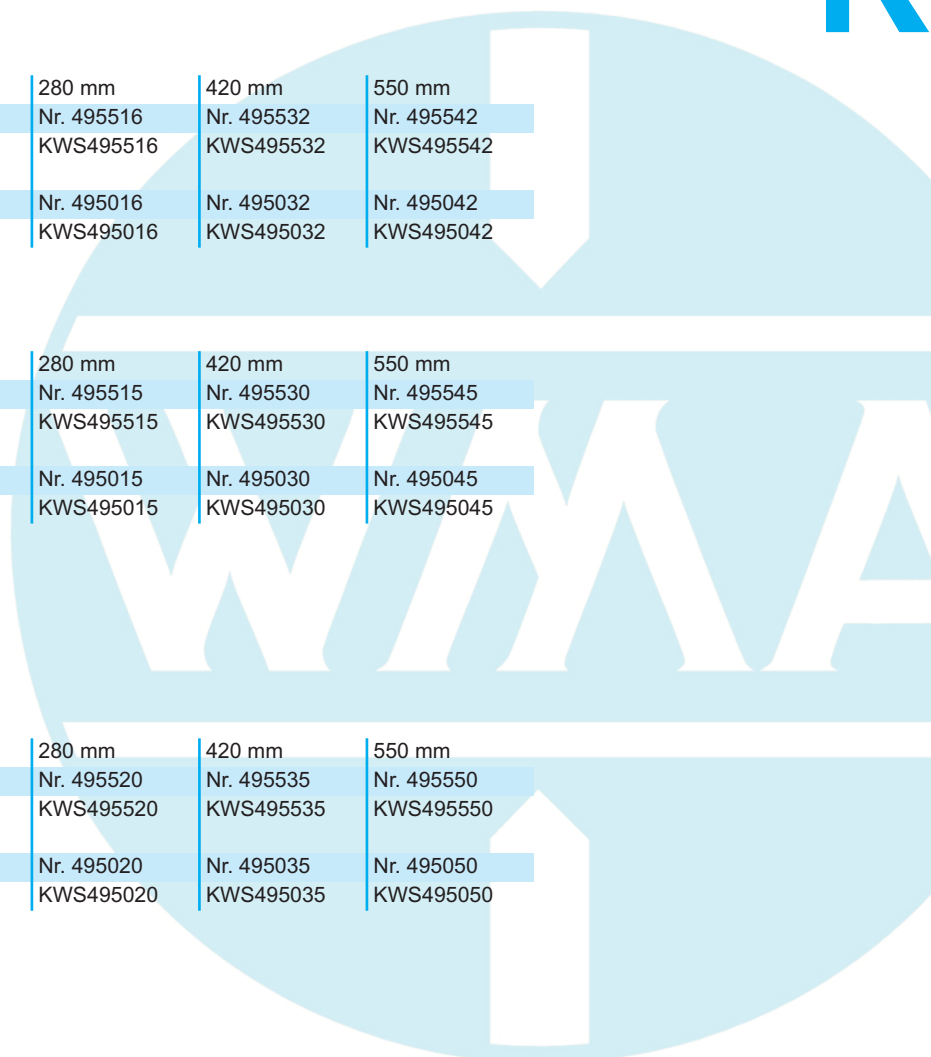 280 mm 420 mm 550 mm
Nr. 495516 Nr. 495532 Nr. 495542
KWS495516 KWS495532 KWS495542
Nr. 495016 Nr. 495032 Nr. 495042
KWS495016 KWS495032 KWS495042
280 mm 420 mm 550 mm
Nr. 495515 Nr. 495530 Nr. 495545
KWS495515 KWS495530 KWS495545
Nr. 495015 Nr. 495030 Nr. 495045
KWS495015 KWS495030 KWS495045
WMA
280 mm 420 mm 550 mm
Nr. 495520 Nr. 495535 Nr. 495550
KWS495520 KWS495535 KWS495550
Nr. 495020 Nr. 495035 Nr. 495050
KWS495020 KWS495035 KWS495050